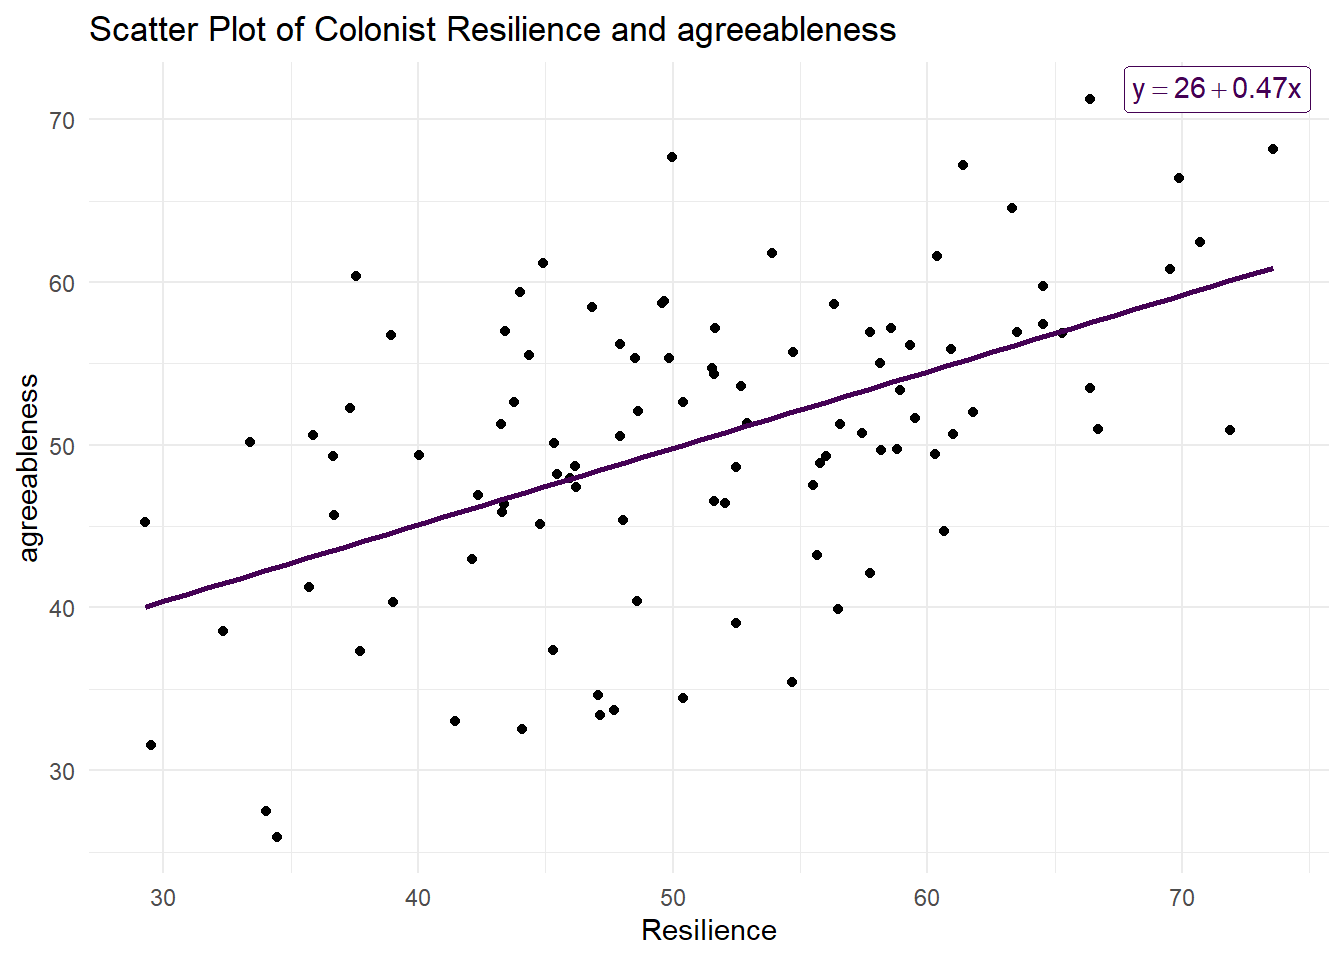 Scatter Plot of Colonist Resilience and agreeableness
y = 26 + 0.47x
70
60
50
40
30
agreeableness
30 40 50 60 70
Resilience